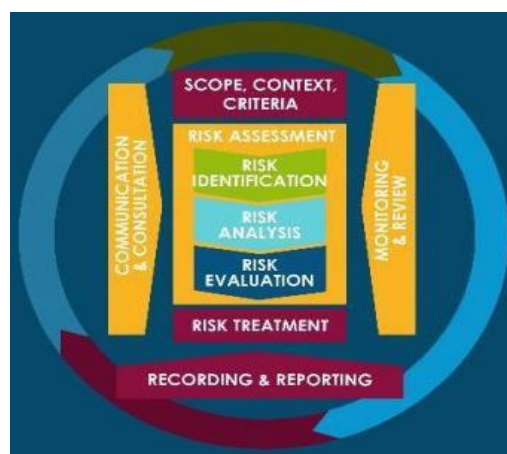 SCOPE, CONTEXT,
CRITERIA
RISK ASSESSMENT
RISK
IDENTIFICATION
RISK
ANALYSIS
RISK
EVALUATION
RISK TREATMENT
COMMUNICATION
& CONSULTATION
MONITORING
& REVIEW
RECORDING & REPORTING